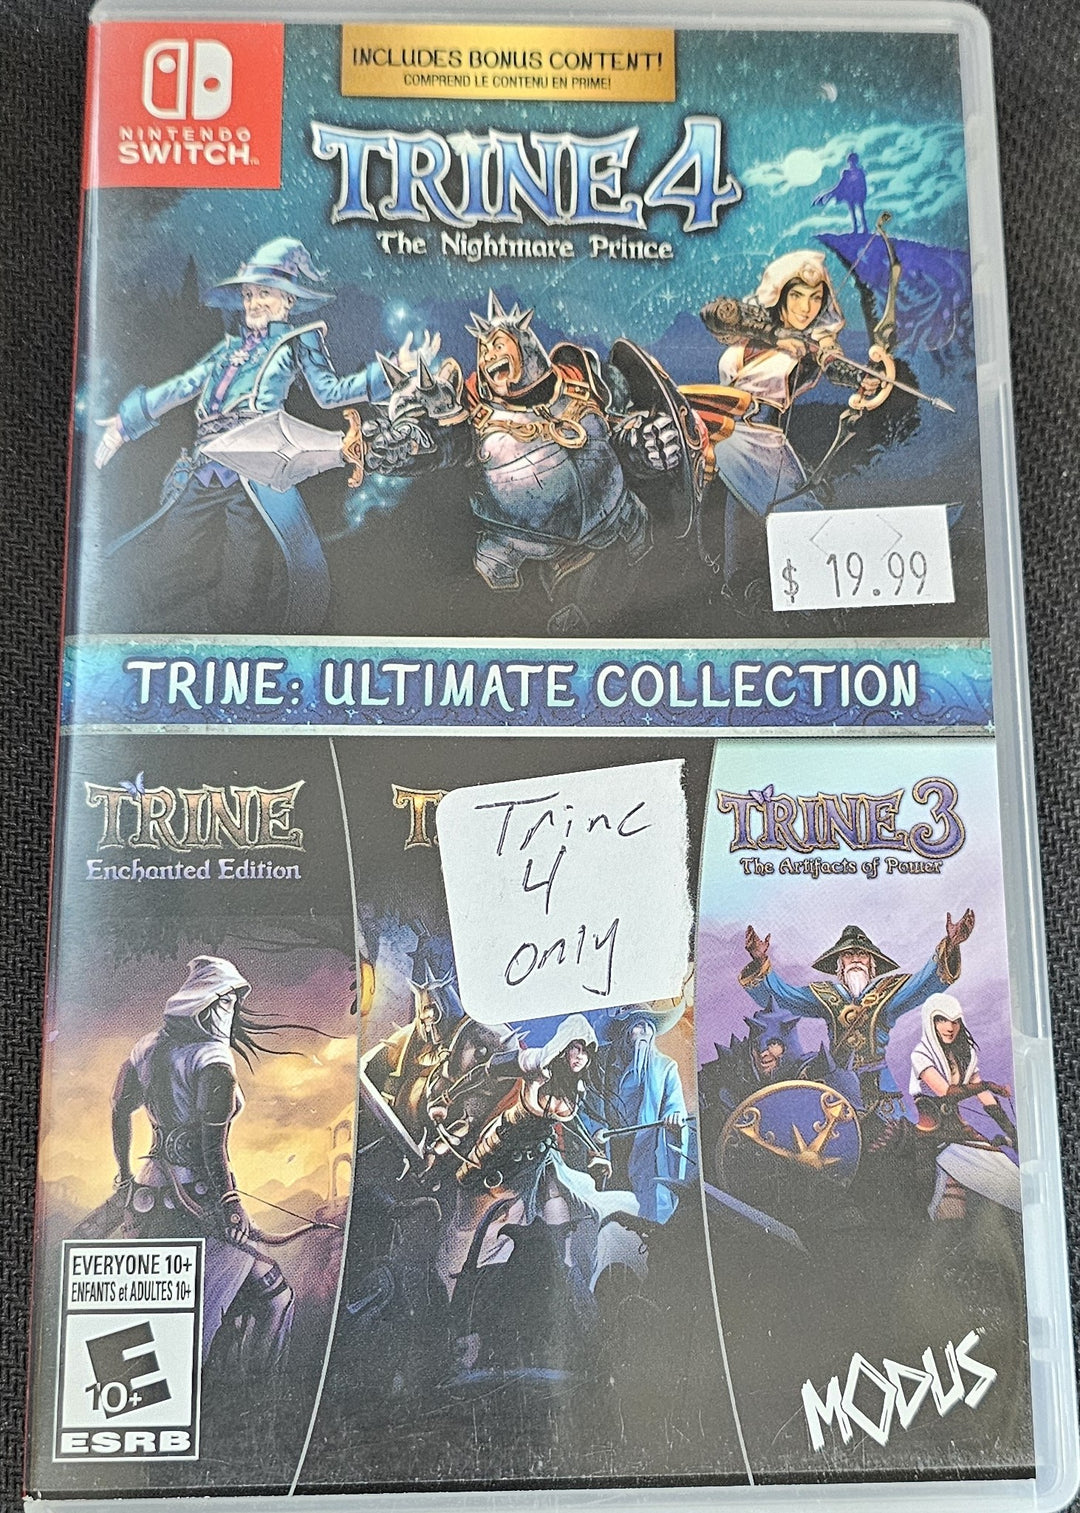 INCLUDES BONUS CONTENT!
COMPREND LE CONTENU EN PRIME!
NINTENDO
SWITCH™
TRINE 4
The Nightmare Prince
$ 19.99
TRINE: ULTIMATE COLLECTION
TRINE
Enchanted Edition
Trine
4
only
TRINE 3
The Artifacts of Power
EVERYONE 10+
ENFANTS et ADULTES 10+
E
10+
ESRB
MODUS™